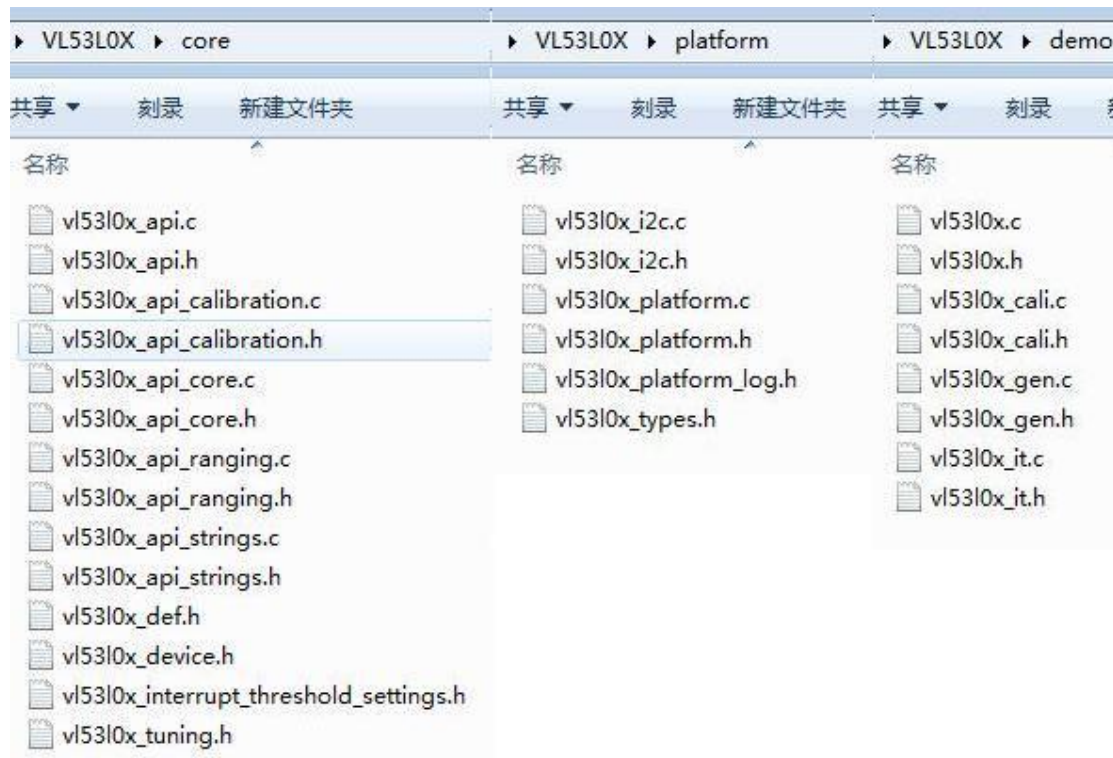 VL53L0X ▸ core
共享 刻录 新建文件夹
名称
vl53l0x_api.c
vl53l0x_api.h
vl53l0x_api_calibration.c
vl53l0x_api_calibration.h
vl53l0x_api_core.c
vl53l0x_api_core.h
vl53l0x_api_ranging.c
vl53l0x_api_ranging.h
vl53l0x_api_strings.c
vl53l0x_api_strings.h
vl53l0x_def.h
vl53l0x_device.h
vl53l0x_interrupt_threshold_settings.h
vl53l0x_tuning.h
VL53L0X ▸ platform
共享 刻录 新建文件夹
名称
vl53l0x_i2c.c
vl53l0x_i2c.h
vl53l0x_platform.c
vl53l0x_platform.h
vl53l0x_platform_log.h
vl53l0x_types.h
VL53L0X ▸ demo
共享 刻录
名称
vl53l0x.c
vl53l0x.h
vl53l0x_cali.c
vl53l0x_cali.h
vl53l0x_gen.c
vl53l0x_gen.h
vl53l0x_it.c
vl53l0x_it.h